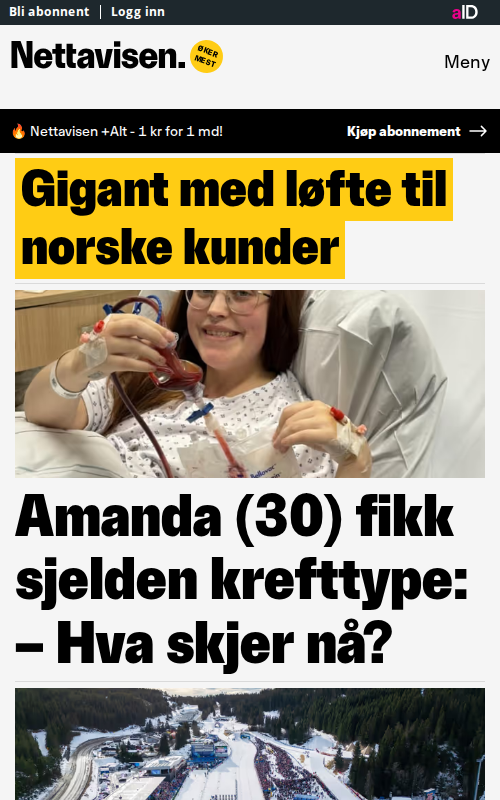 Bli abonnent Logg inn aID
Nettavisen. ØKER MEST
Meny
🔥 Nettavisen +Alt - 1 kr for 1 md! Kjøp abonnement →
Gigant med løfte til
norske kunder
Amanda (30) fikk
sjelden krefttype:
– Hva skjer nå?